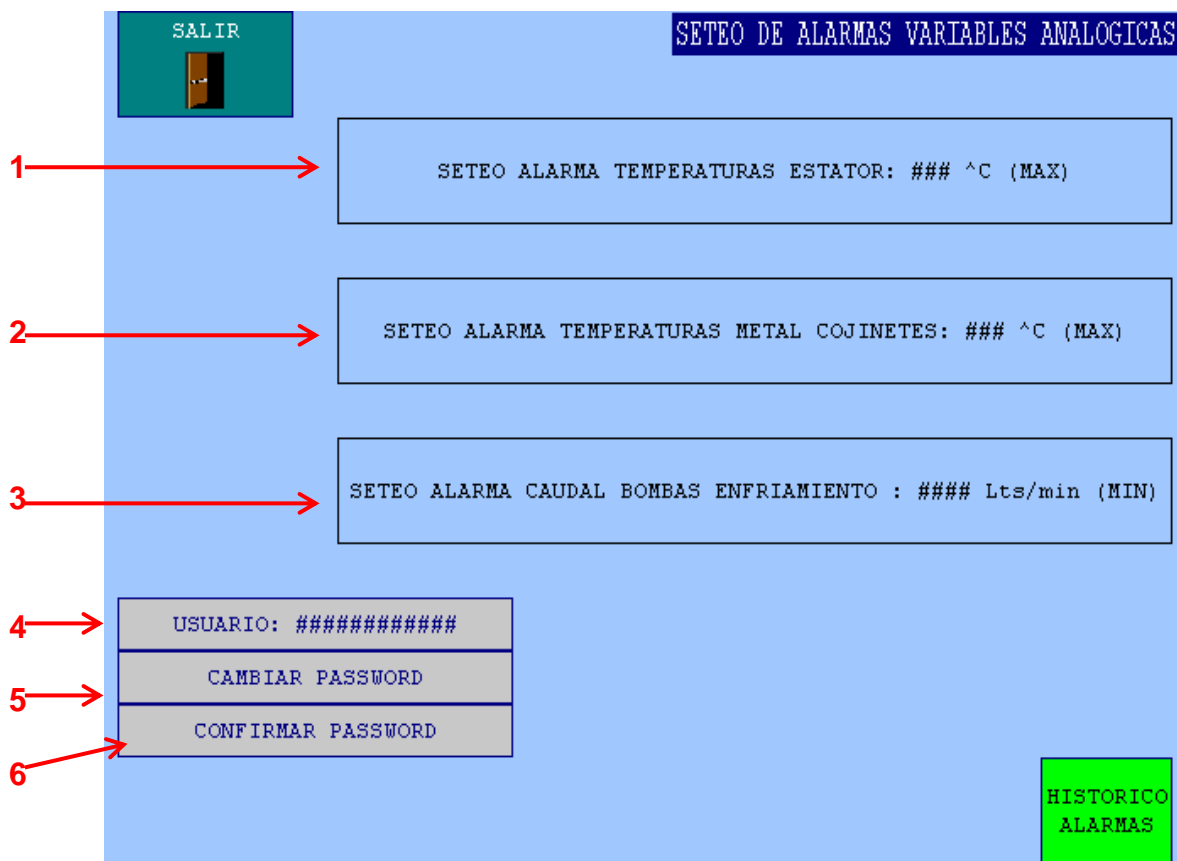 SALIR
SETEO DE ALARMAS VARIABLES ANALOGICAS
1
SETEO ALARMA TEMPERATURAS ESTATOR: ### ^C (MAX)
2
SETEO ALARMA TEMPERATURAS METAL COJINETES: ### ^C (MAX)
3
SETEO ALARMA CAUDAL BOMBAS ENFRIAMIENTO : #### Lts/min (MIN)
4
USUARIO: ############
5
CAMBIAR PASSWORD
6
CONFIRMAR PASSWORD
HISTORICO
ALARMAS